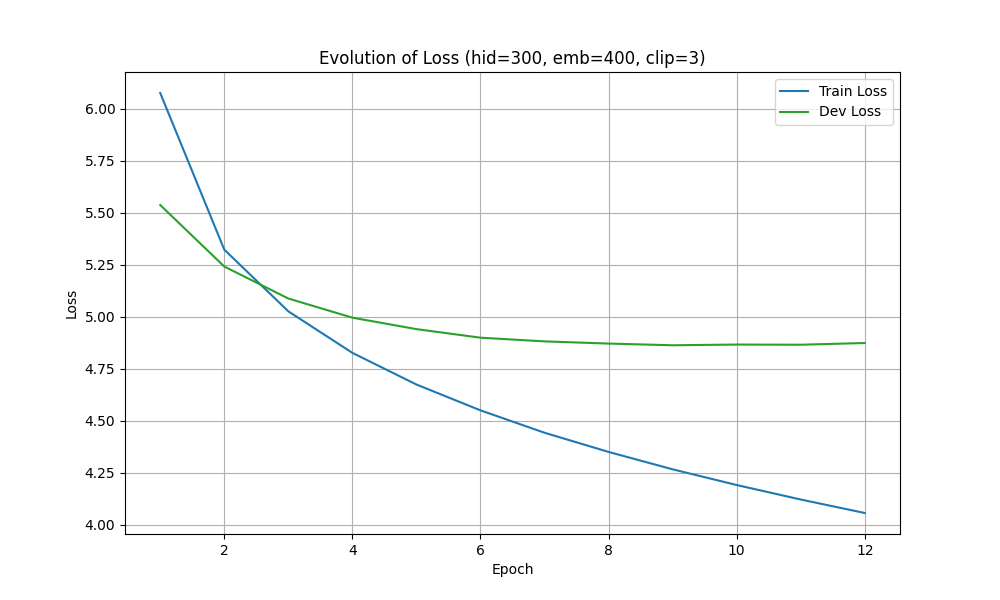 Evolution of Loss (hid=300, emb=400, clip=3)
Train Loss
Dev Loss
6.00
5.75
5.50
5.25
5.00
4.75
4.50
4.25
4.00
Loss
2 4 6 8 10 12
Epoch